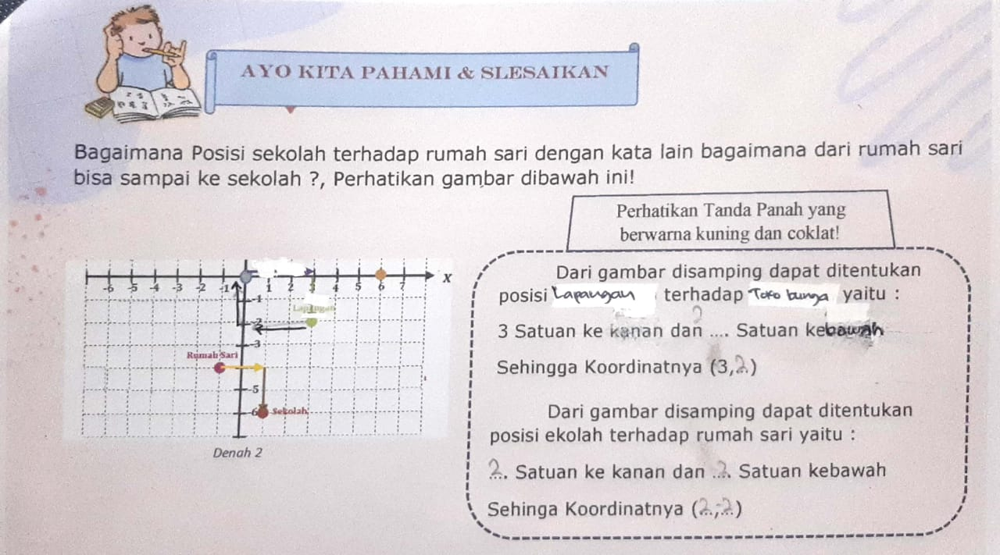 AYO KITA PAHAMI & SLESAIKAN
Bagaimana Posisi sekolah terhadap rumah sari dengan kata lain bagaimana dari rumah sari
bisa sampai ke sekolah ?, Perhatikan gambar dibawah ini!
Perhatikan Tanda Panah yang
berwarna kuning dan coklat!
-6 -5 -4 -3 -2 -1 1 2 3 4 5 6 7 X
-1
Lapangan
-2
-3
Rumah Sari
-5
-6 Sekolah
Denah 2
Dari gambar disamping dapat ditentukan
posisi Lapangan terhadap Toko bunga yaitu :
3 Satuan ke kanan dan .2.. Satuan kebawah
Sehingga Koordinatnya (3,2.)
Dari gambar disamping dapat ditentukan
posisi ekolah terhadap rumah sari yaitu :
2.. Satuan ke kanan dan .2. Satuan kebawah
Sehinga Koordinatnya (2.,-2.)